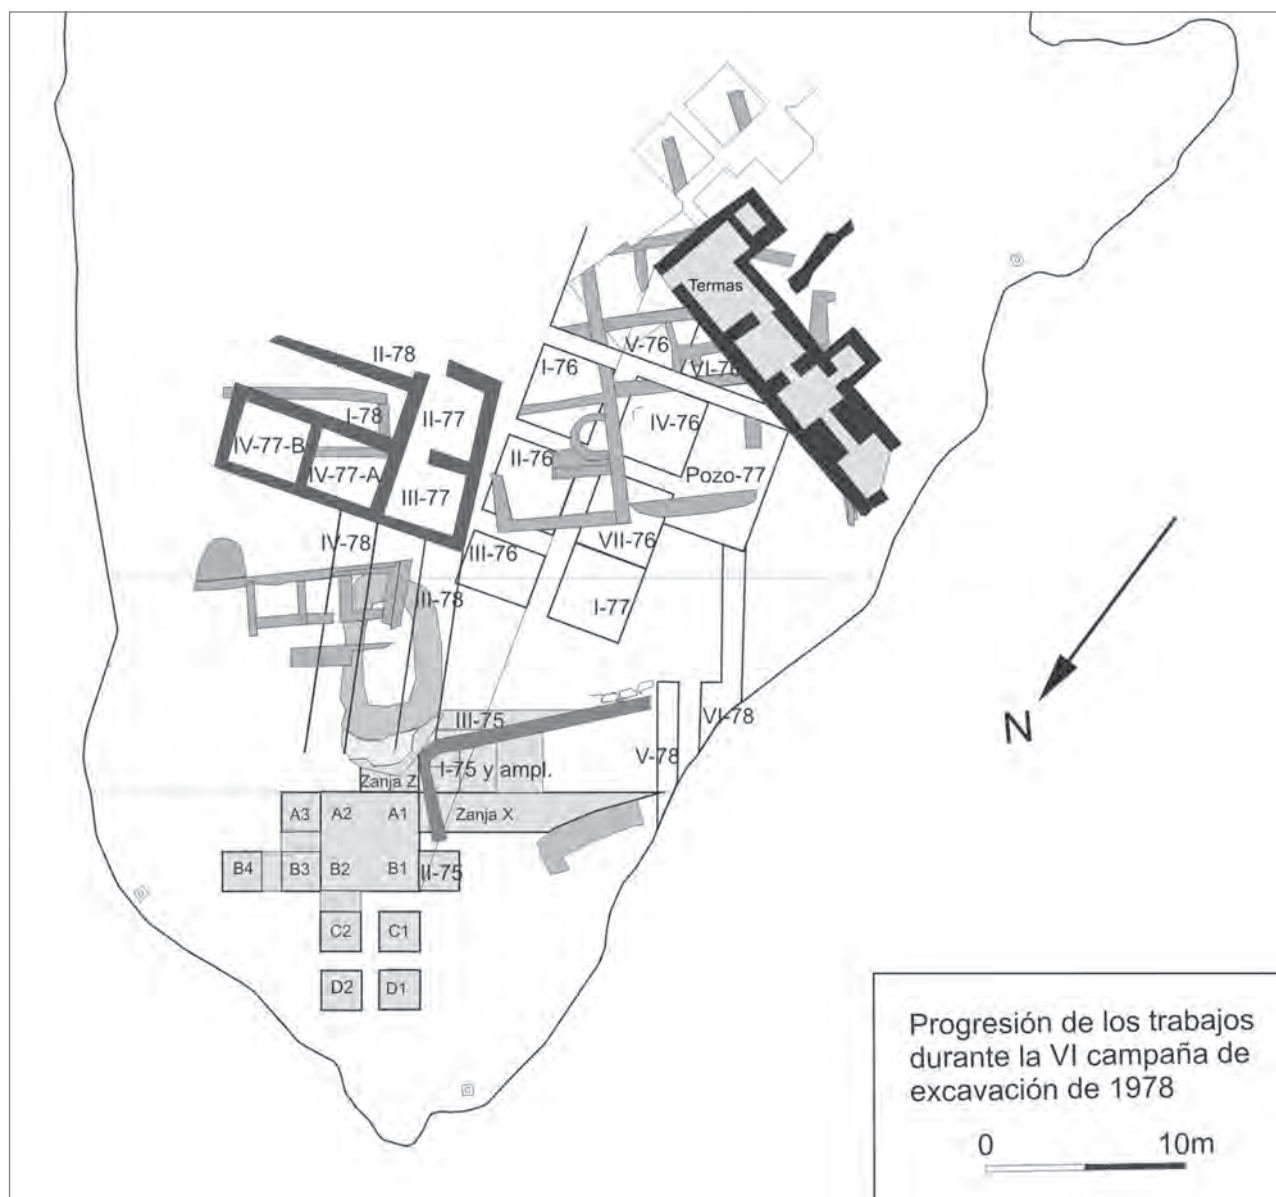 Termas
II-78
V-76
I-76
VI-76
I-78
II-77
IV-76
IV-77-B
II-76
IV-77-A
Pozo-77
III-77
IV-78
III-76
VII-76
III-78
I-77
III-75
VI-78
V-78
I-75 y ampl.
Zanja Z
A3 A2 A1 Zanja X
B4 B3 B2 B1 II-75
C2 C1
D2 D1
N
Progresión de los trabajos
durante la VI campaña de
excavación de 1978
0 10m